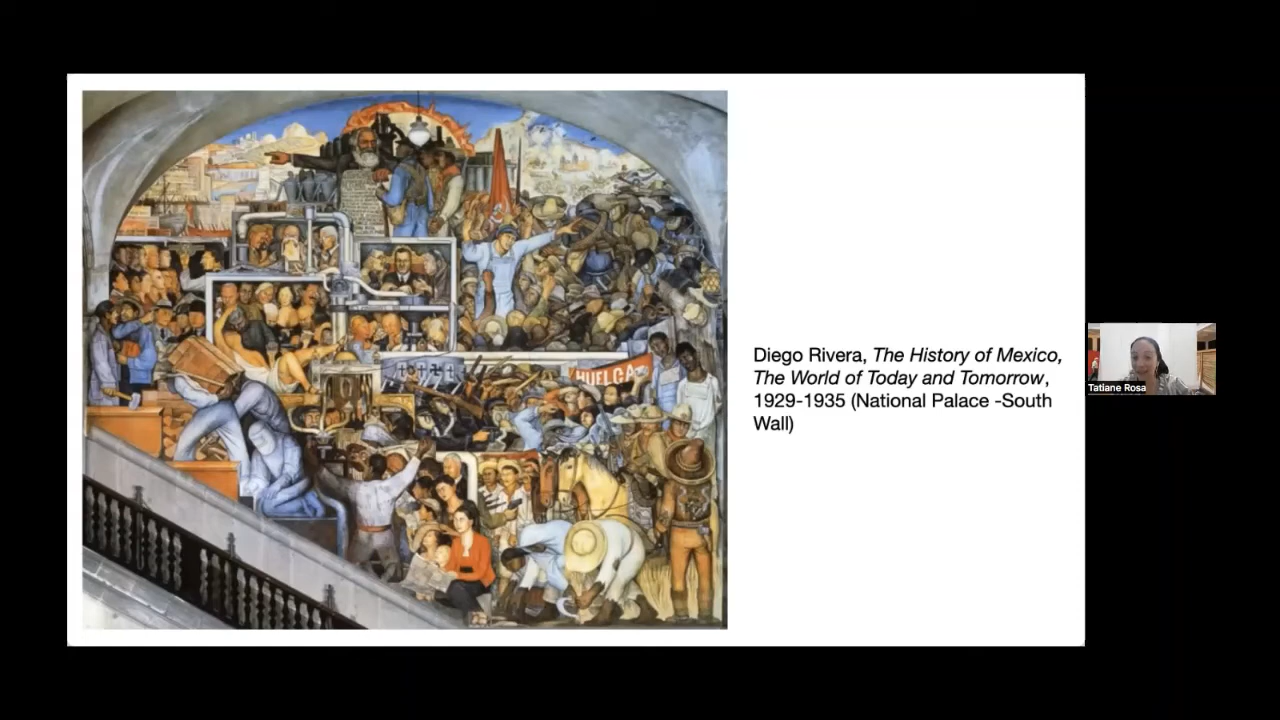 HUELGA
Diego Rivera, The History of Mexico,
The World of Today and Tomorrow,
1929-1935 (National Palace -South
Wall)
Tatiane Rosa